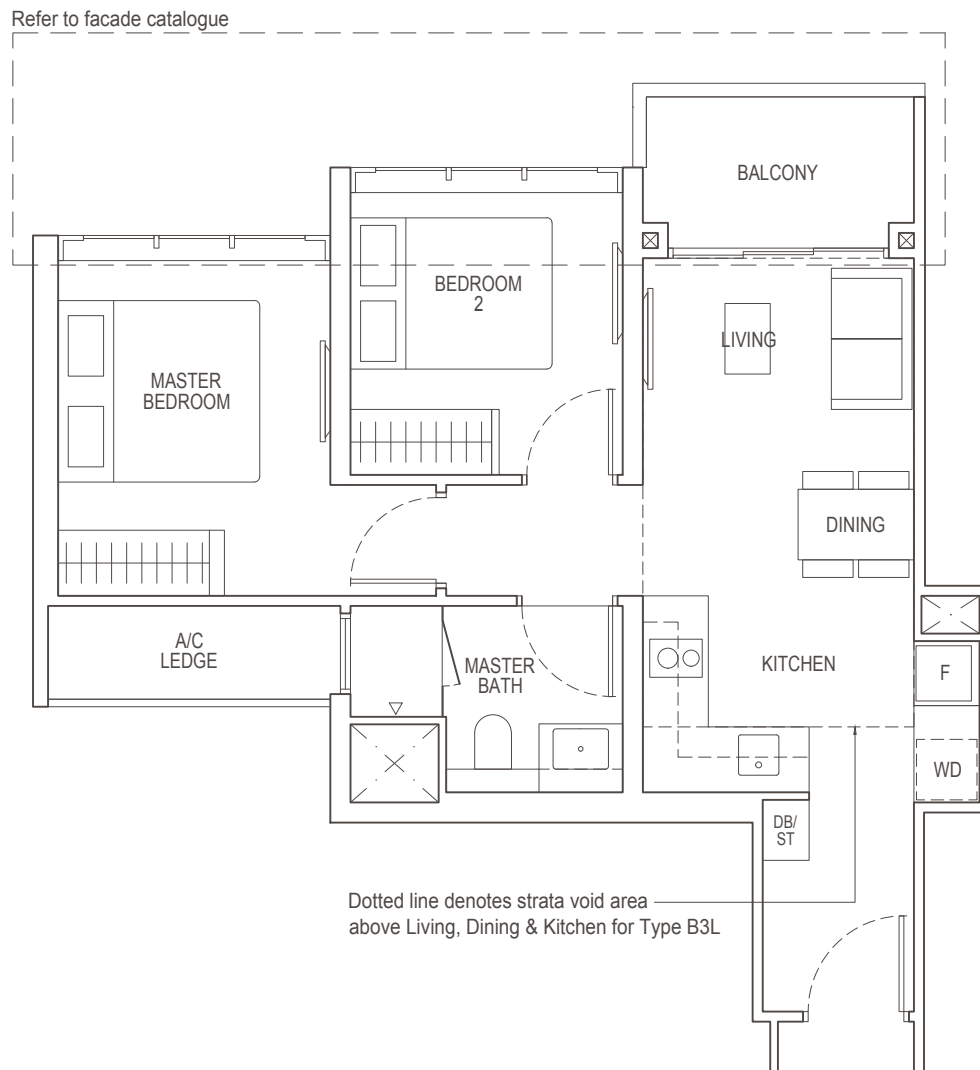 Refer to facade catalogue
BALCONY
BEDROOM
2
LIVING
MASTER
BEDROOM
DINING
A/C
LEDGE
MASTER
BATH
KITCHEN
F
WD
DB/
ST
Dotted line denotes strata void area
above Living, Dining & Kitchen for Type B3L